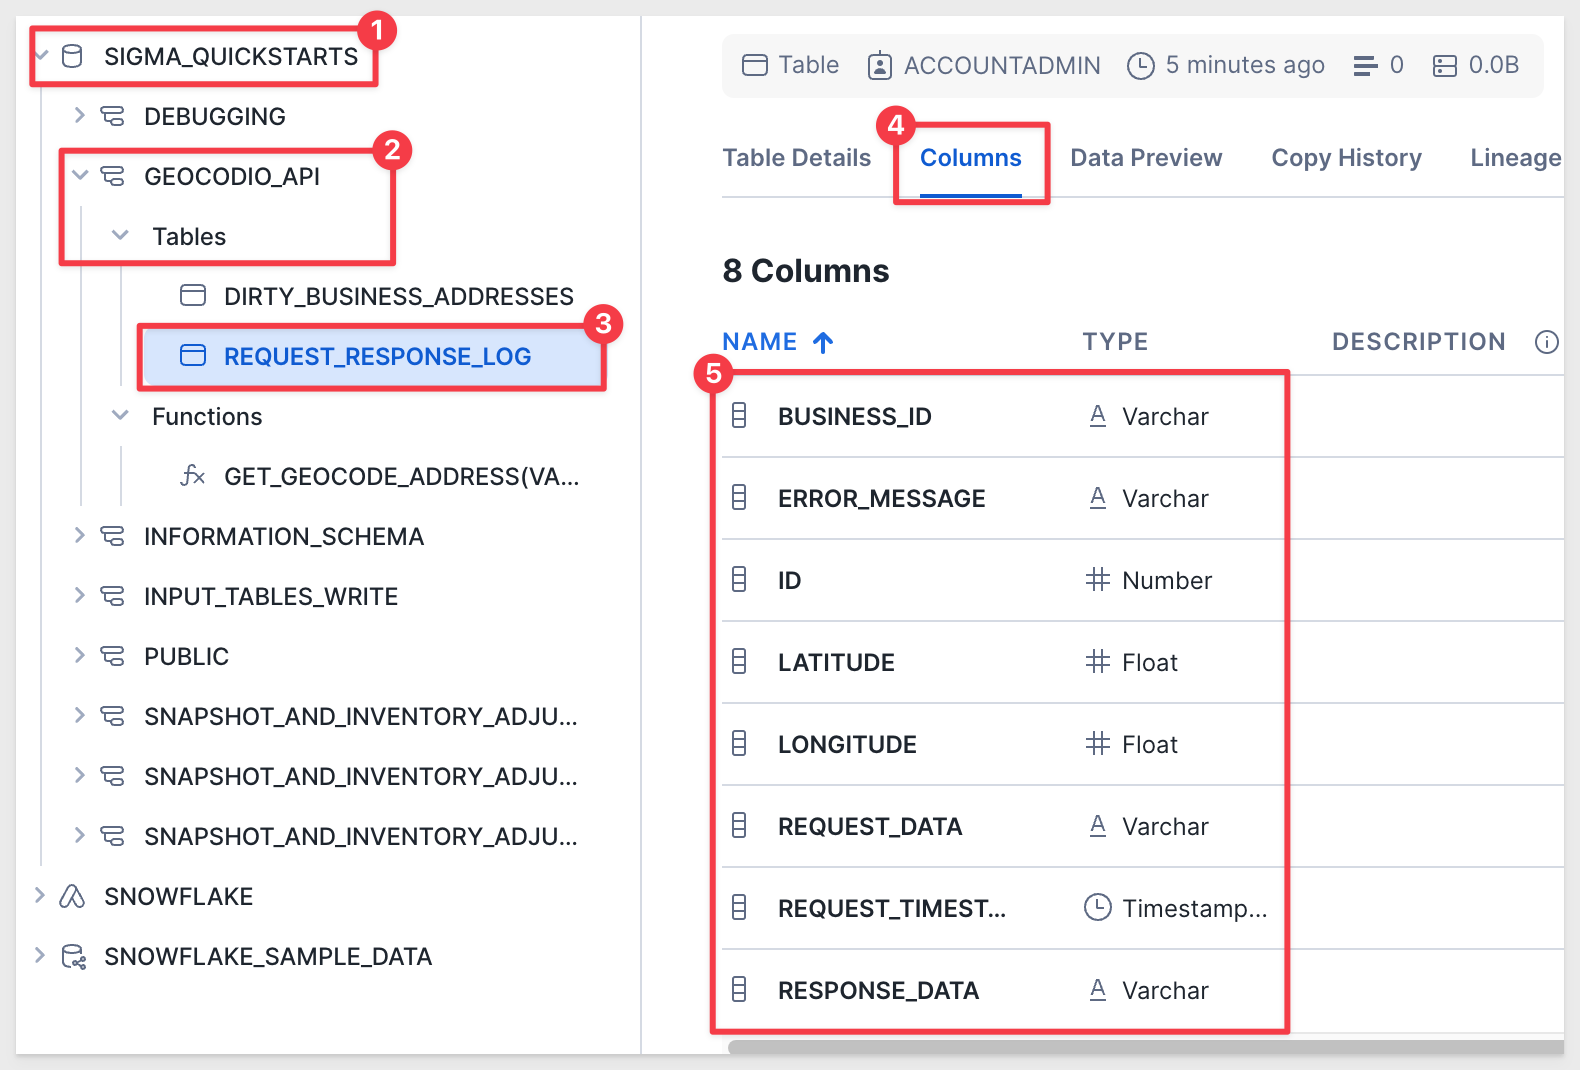 1
SIGMA_QUICKSTARTS
DEBUGGING
2
GEOCODIO_API
Tables
DIRTY_BUSINESS_ADDRESSES
3
REQUEST_RESPONSE_LOG
Functions
fx GET_GEOCODE_ADDRESS(VA...
INFORMATION_SCHEMA
INPUT_TABLES_WRITE
PUBLIC
SNAPSHOT_AND_INVENTORY_ADJU...
SNAPSHOT_AND_INVENTORY_ADJU...
SNAPSHOT_AND_INVENTORY_ADJU...
SNOWFLAKE
SNOWFLAKE_SAMPLE_DATA
Table ACCOUNTADMIN 5 minutes ago 0 0.0B
4
Table Details Columns Data Preview Copy History Lineage
8 Columns
NAME TYPE DESCRIPTION
5
BUSINESS_ID A Varchar
ERROR_MESSAGE A Varchar
ID # Number
LATITUDE # Float
LONGITUDE # Float
REQUEST_DATA A Varchar
REQUEST_TIMEST... Timestamp...
RESPONSE_DATA A Varchar